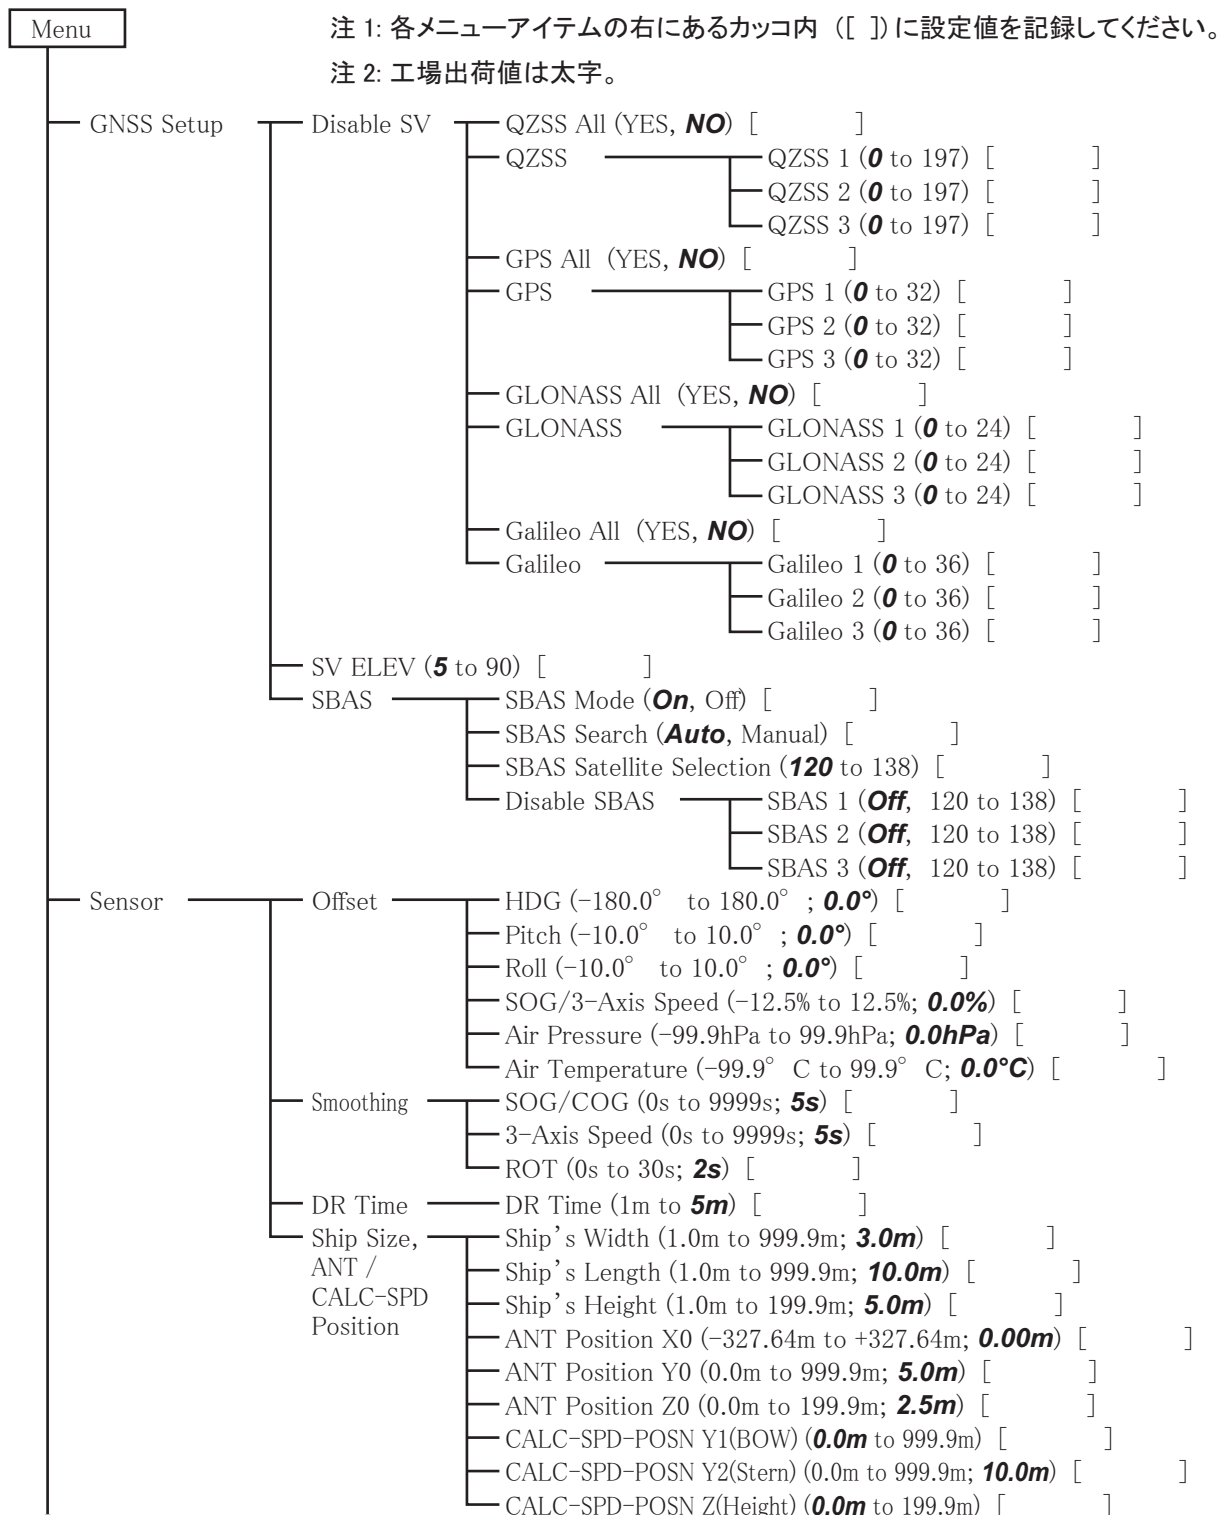 Menu
注 1: 各メニューアイテムの右にあるカッコ内 ([ ]) に設定値を記録してください。
注 2: 工場出荷値は太字。
GNSS Setup
Disable SV
QZSS All (YES, NO) [ ]
QZSS
QZSS 1 (0 to 197) [ ]
QZSS 2 (0 to 197) [ ]
QZSS 3 (0 to 197) [ ]
GPS All (YES, NO) [ ]
GPS
GPS 1 (0 to 32) [ ]
GPS 2 (0 to 32) [ ]
GPS 3 (0 to 32) [ ]
GLONASS All (YES, NO) [ ]
GLONASS
GLONASS 1 (0 to 24) [ ]
GLONASS 2 (0 to 24) [ ]
GLONASS 3 (0 to 24) [ ]
Galileo All (YES, NO) [ ]
Galileo
Galileo 1 (0 to 36) [ ]
Galileo 2 (0 to 36) [ ]
Galileo 3 (0 to 36) [ ]
SV ELEV (5 to 90) [ ]
SBAS
SBAS Mode (On, Off) [ ]
SBAS Search (Auto, Manual) [ ]
SBAS Satellite Selection (120 to 138) [ ]
Disable SBAS
SBAS 1 (Off, 120 to 138) [ ]
SBAS 2 (Off, 120 to 138) [ ]
SBAS 3 (Off, 120 to 138) [ ]
Sensor
Offset
HDG (-180.0° to 180.0° ; 0.0°) [ ]
Pitch (-10.0° to 10.0° ; 0.0°) [ ]
Roll (-10.0° to 10.0° ; 0.0°) [ ]
SOG/3-Axis Speed (-12.5% to 12.5%; 0.0%) [ ]
Air Pressure (-99.9hPa to 99.9hPa; 0.0hPa) [ ]
Air Temperature (-99.9° C to 99.9° C; 0.0°C) [ ]
Smoothing
SOG/COG (0s to 9999s; 5s) [ ]
3-Axis Speed (0s to 9999s; 5s) [ ]
ROT (0s to 30s; 2s) [ ]
DR Time
DR Time (1m to 5m) [ ]
Ship Size,
ANT /
CALC-SPD
Position
Ship's Width (1.0m to 999.9m; 3.0m) [ ]
Ship's Length (1.0m to 999.9m; 10.0m) [ ]
Ship's Height (1.0m to 199.9m; 5.0m) [ ]
ANT Position X0 (-327.64m to +327.64m; 0.00m) [ ]
ANT Position Y0 (0.0m to 999.9m; 5.0m) [ ]
ANT Position Z0 (0.0m to 199.9m; 2.5m) [ ]
CALC-SPD-POSN Y1(BOW) (0.0m to 999.9m) [ ]
CALC-SPD-POSN Y2(Stern) (0.0m to 999.9m; 10.0m) [ ]
CALC-SPD-POSN Z(Height) (0.0m to 199.9m) [ ]